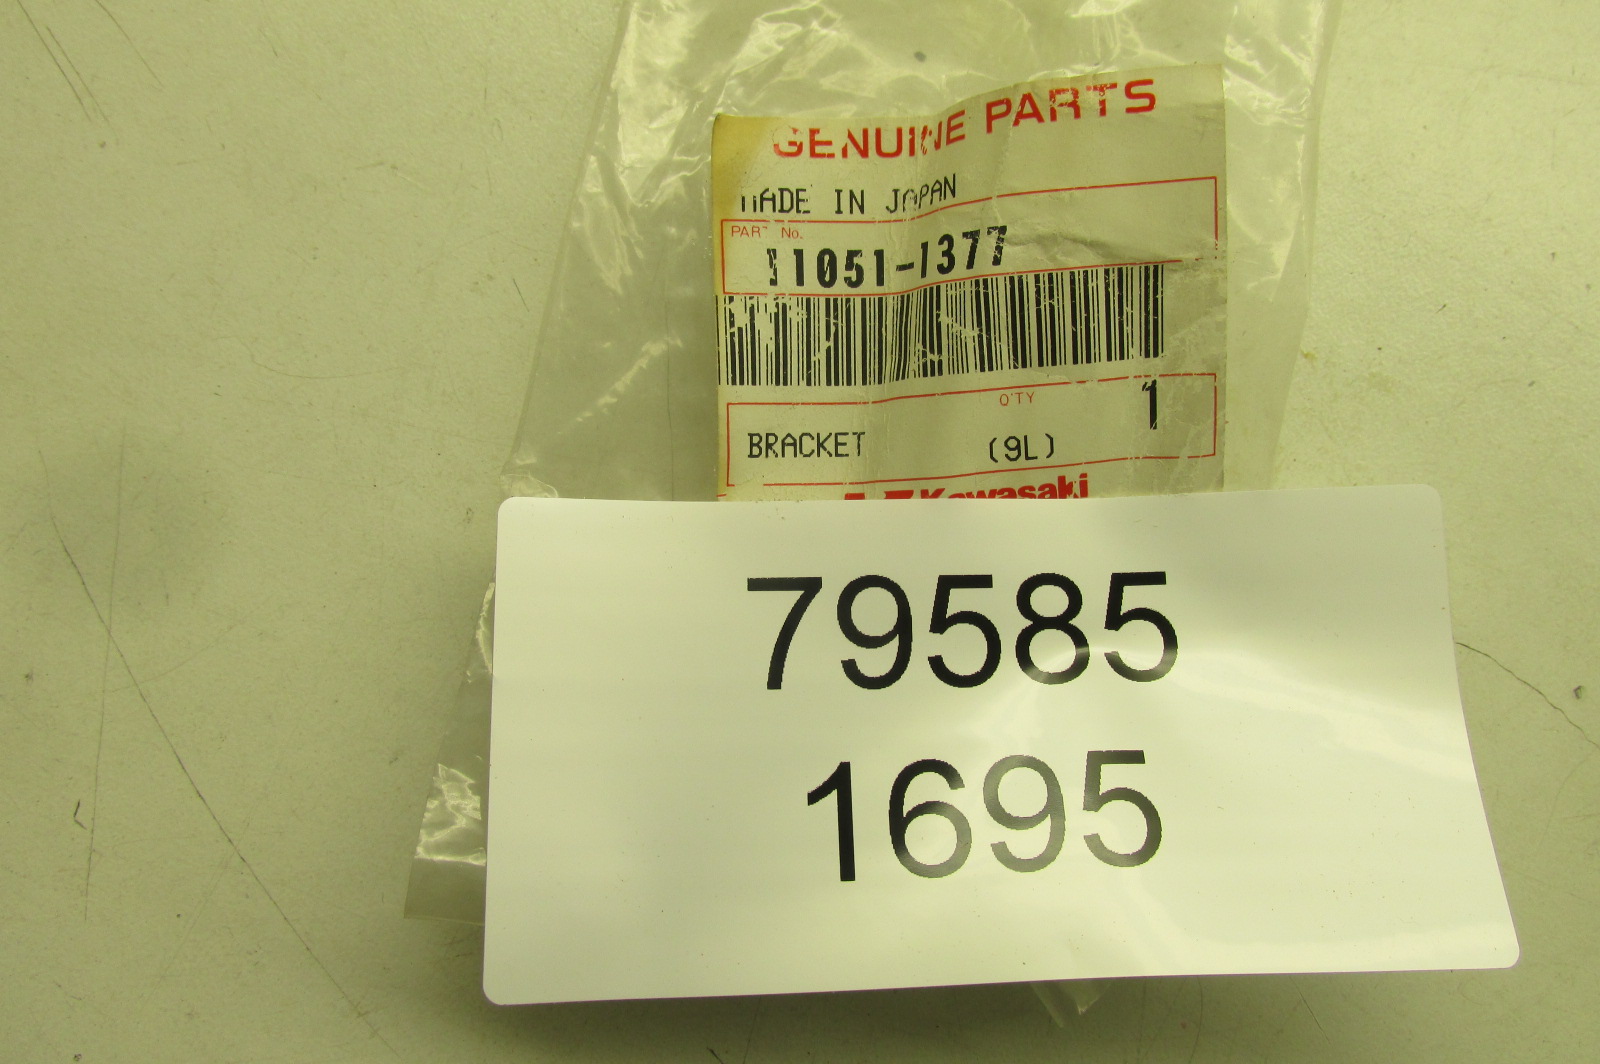 GENUINE PARTS
MADE IN JAPAN
PART No.
11051-1377
Q'TY 1
BRACKET (9L)
Kawasaki
79585
1695